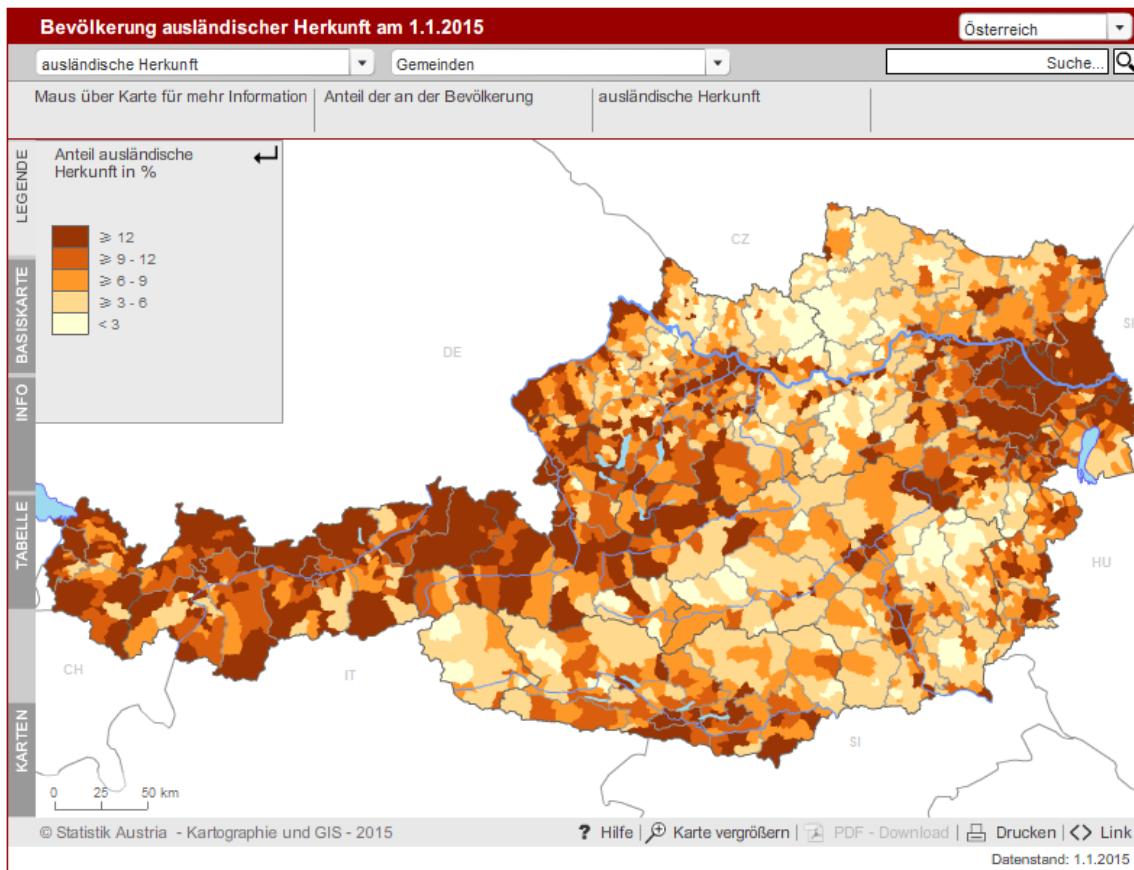 Bevölkerung ausländischer Herkunft am 1.1.2015
Österreich
ausländische Herkunft
Gemeinden
Suche...
Maus über Karte für mehr Information
Anteil der an der Bevölkerung
ausländische Herkunft
LEGENDE
BASISKARTE
INFO
TABELLE
KARTEN
Anteil ausländische
Herkunft in %
≥ 12
≥ 9 - 12
≥ 6 - 9
≥ 3 - 6
< 3
CZ
DE
HU
CH
IT
SI
0 25 50 km
© Statistik Austria - Kartographie und GIS - 2015
? Hilfe | Karte vergrößern | PDF - Download | Drucken | <> Link
Datenstand: 1.1.2015